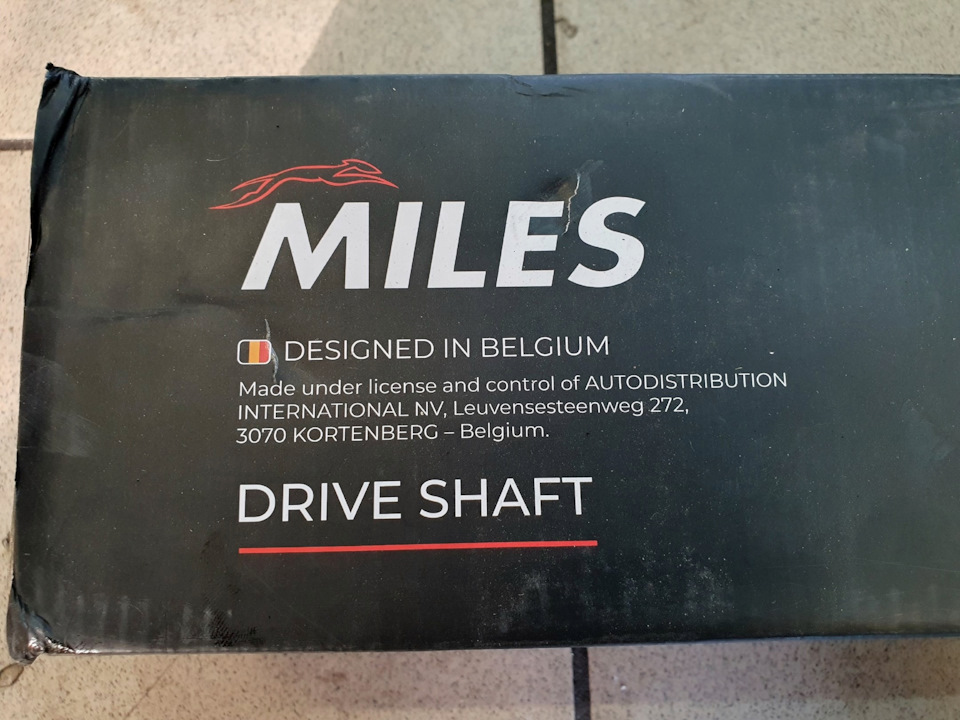 MILES
DESIGNED IN BELGIUM
Made under license and control of AUTODISTRIBUTION
INTERNATIONAL NV, Leuvensesteenweg 272,
3070 KORTENBERG – Belgium.
DRIVE SHAFT